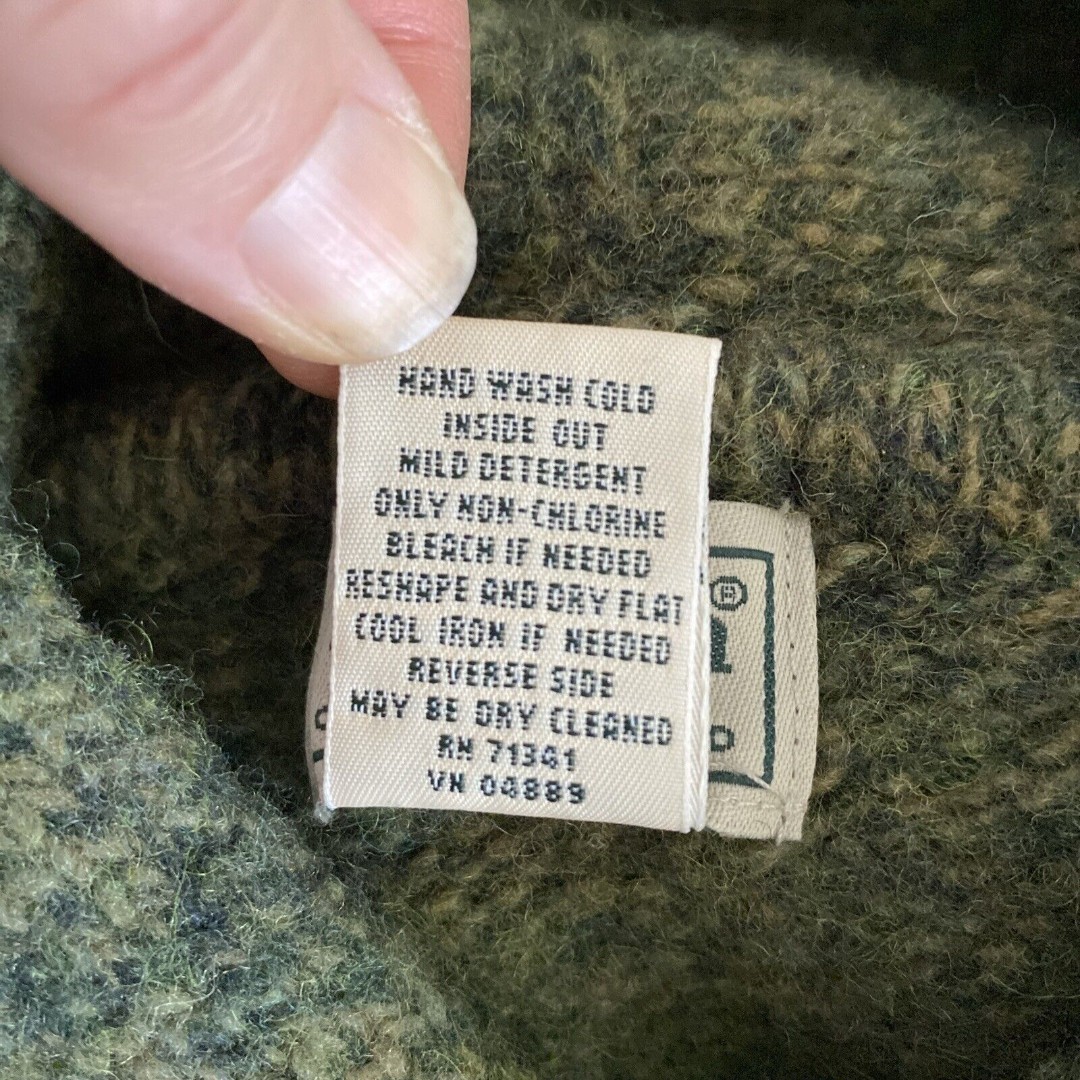 HAND WASH COLD
INSIDE OUT
MILD DETERGENT
ONLY NON-CHLORINE
BLEACH IF NEEDED
RESHAPE AND DRY FLAT
COOL IRON IF NEEDED
REVERSE SIDE
MAY BE DRY CLEANED
RN 71341
VN 04889
®